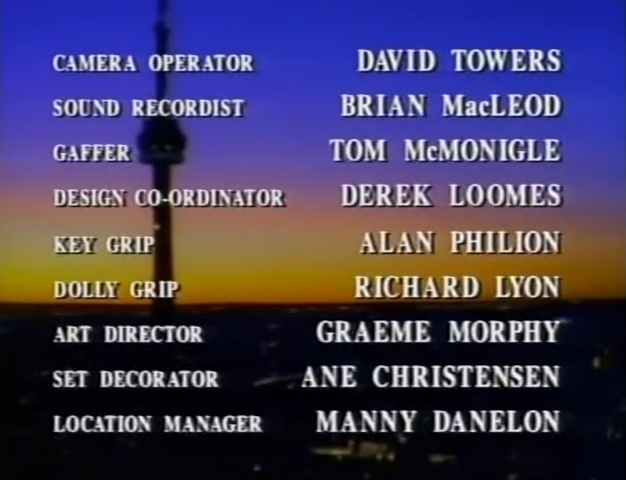 CAMERA OPERATOR DAVID TOWERS
SOUND RECORDIST BRIAN MacLEOD
GAFFER TOM McMONIGLE
DESIGN CO-ORDINATOR DEREK LOOMES
KEY GRIP ALAN PHILION
DOLLY GRIP RICHARD LYON
ART DIRECTOR GRAEME MORPHY
SET DECORATOR ANE CHRISTENSEN
LOCATION MANAGER MANNY DANELON